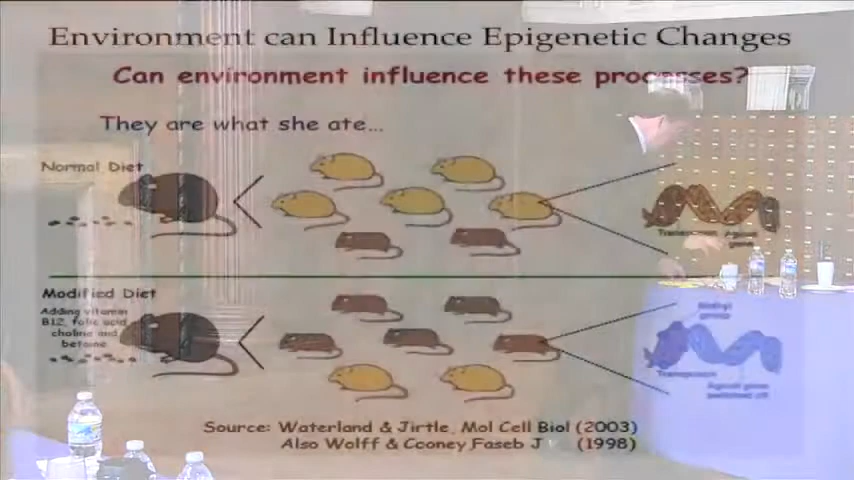 Environment can Influence Epigenetic Changes
Can environment influence these processes?
They are what she ate...
Normal Diet
Transposon Agouti
gene
Modified Diet
Adding vitamin
B12, folic acid
choline and
betaine
Methyl
group
Transposon
Agouti gene
switched off
Source: Waterland & Jirtle, Mol Cell Biol (2003)
Also Wolff & Cooney Faseb J (1998)